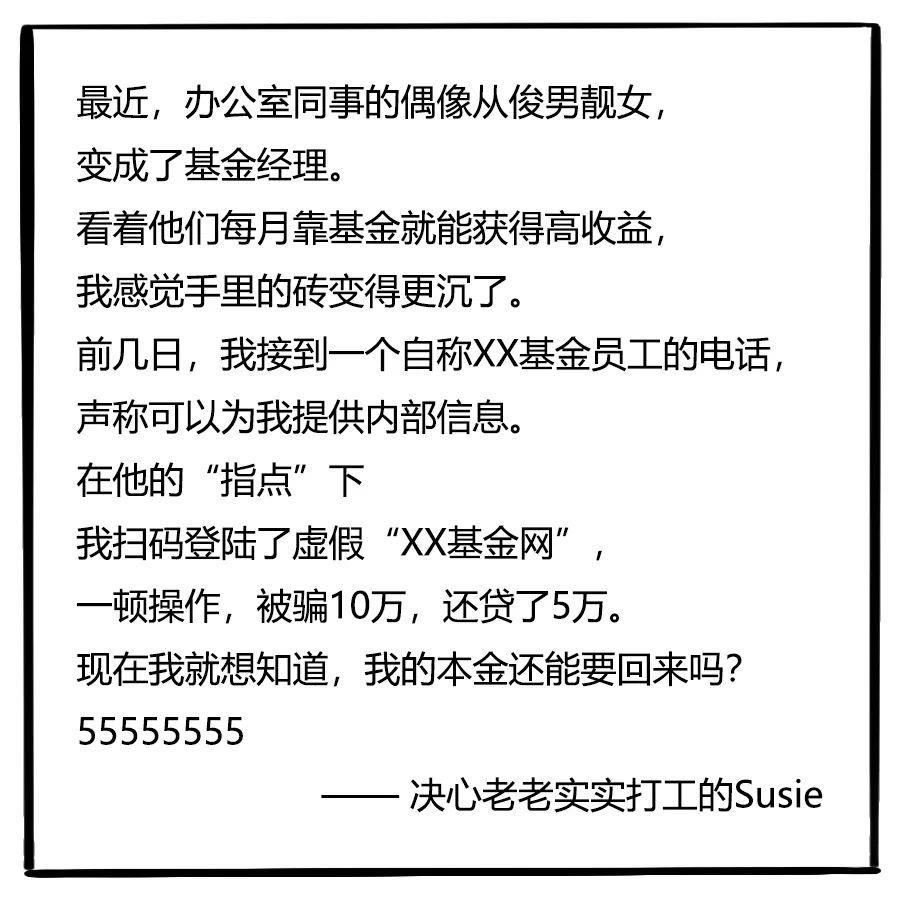 最近，办公室同事的偶像从俊男靓女，
变成了基金经理。
看着他们每月靠基金就能获得高收益，
我感觉手里的砖变得更沉了。
前几日，我接到一个自称XX基金员工的电话，
声称可以为我提供内部信息。
在他的“指点”下
我扫码登陆了虚假“XX基金网”，
一顿操作，被骗10万，还贷了5万。
现在我就想知道，我的本金还能要回来吗？
55555555
—— 决心老老实实打工的Susie